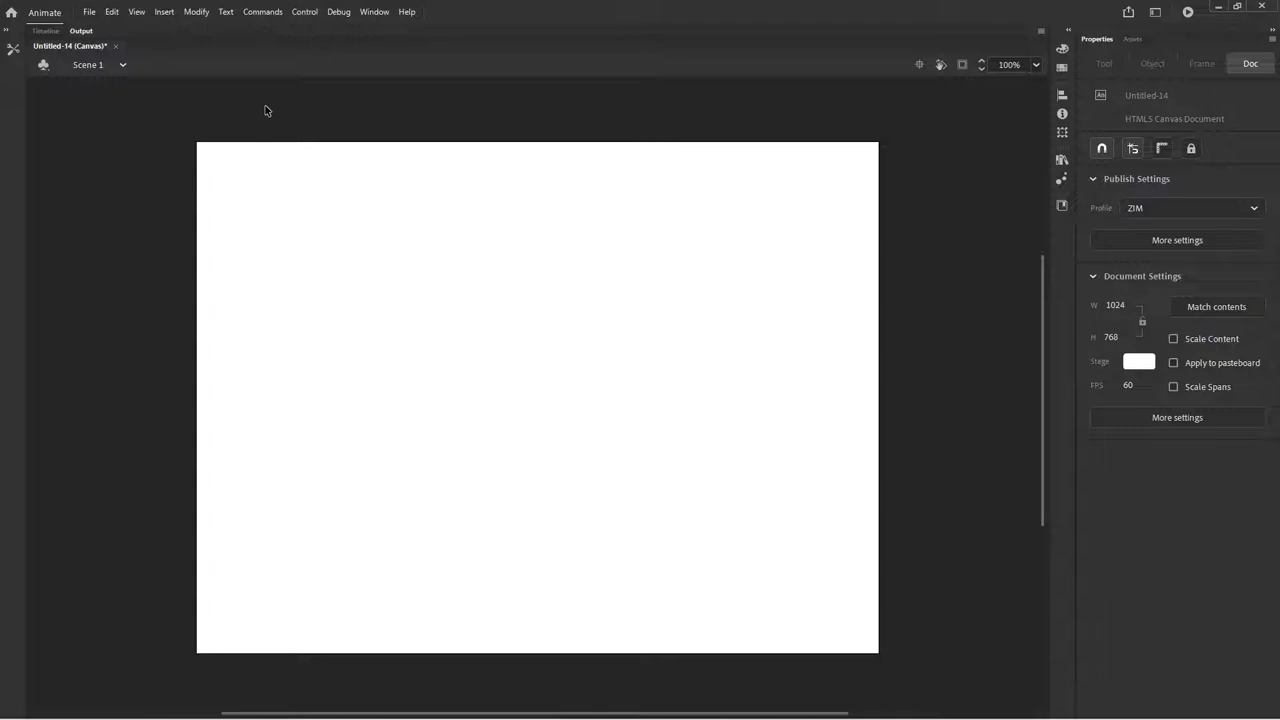 Animate File Edit View Insert Modify Text Commands Control Debug Window Help
Timeline Output
Untitled-14 (Canvas)*
Scene 1
100%
Properties Assets
Tool Object Frame Doc
Untitled-14
HTML5 Canvas Document
Publish Settings
Profile ZIM
More settings
Document Settings
W 1024 Match contents
H 768 Scale Content
Stage Apply to pasteboard
FPS 60 Scale Spans
More settings